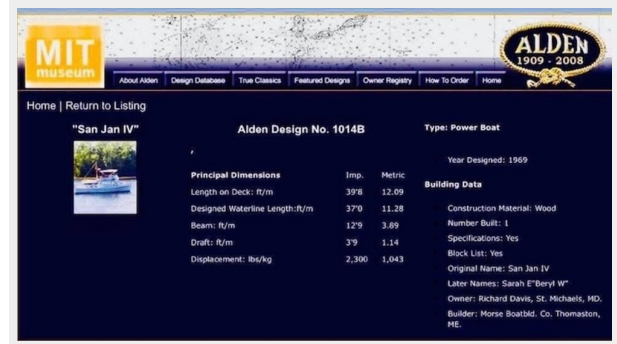 MIT
museum
ALDEN
1909 - 2008
About Alden
Design Database
True Classics
Featured Designs
Owner Registry
How To Order
Home
Home | Return to Listing
"San Jan IV"
Alden Design No. 1014B
,
Principal Dimensions Imp. Metric
Length on Deck: ft/m 39'8 12.09
Designed Waterline Length:ft/m 37'0 11.28
Beam: ft/m 12'9 3.89
Draft: ft/m 3'9 1.14
Displacement: lbs/kg 2,300 1,043
Type: Power Boat
Year Designed: 1969
Building Data
Construction Material: Wood
Number Built: 1
Specifications: Yes
Block List: Yes
Original Name: San Jan IV
Later Names: Sarah E"Beryl W"
Owner: Richard Davis, St. Michaels, MD.
Builder: Morse Boatbld. Co. Thomaston,
ME.